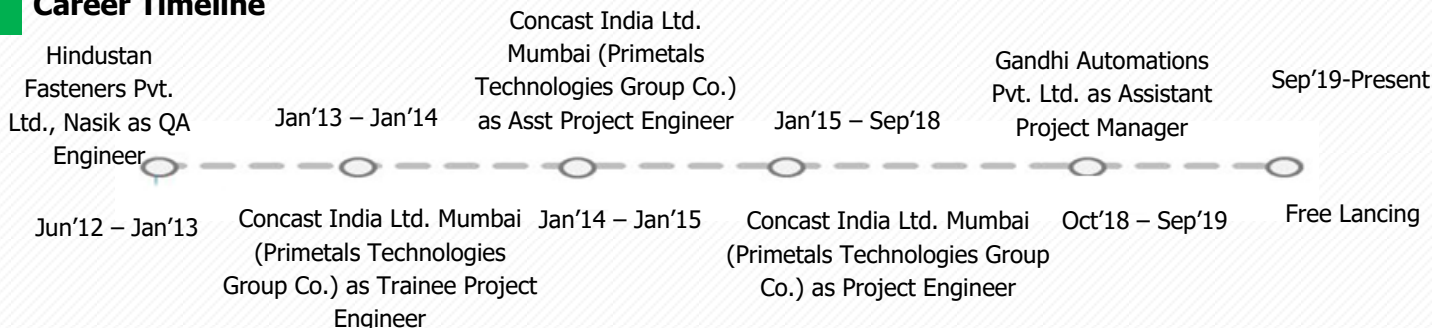 Career Timeline
Hindustan
Fasteners Pvt.
Ltd., Nasik as QA
Engineer
Jun’12 – Jan’13
Jan’13 – Jan’14
Concast India Ltd. Mumbai
(Primetals Technologies
Group Co.) as Trainee Project
Engineer
Concast India Ltd.
Mumbai (Primetals
Technologies Group Co.)
as Asst Project Engineer
Jan’14 – Jan’15
Jan’15 – Sep’18
Concast India Ltd. Mumbai
(Primetals Technologies Group
Co.) as Project Engineer
Gandhi Automations
Pvt. Ltd. as Assistant
Project Manager
Oct’18 – Sep’19
Sep’19-Present
Free Lancing